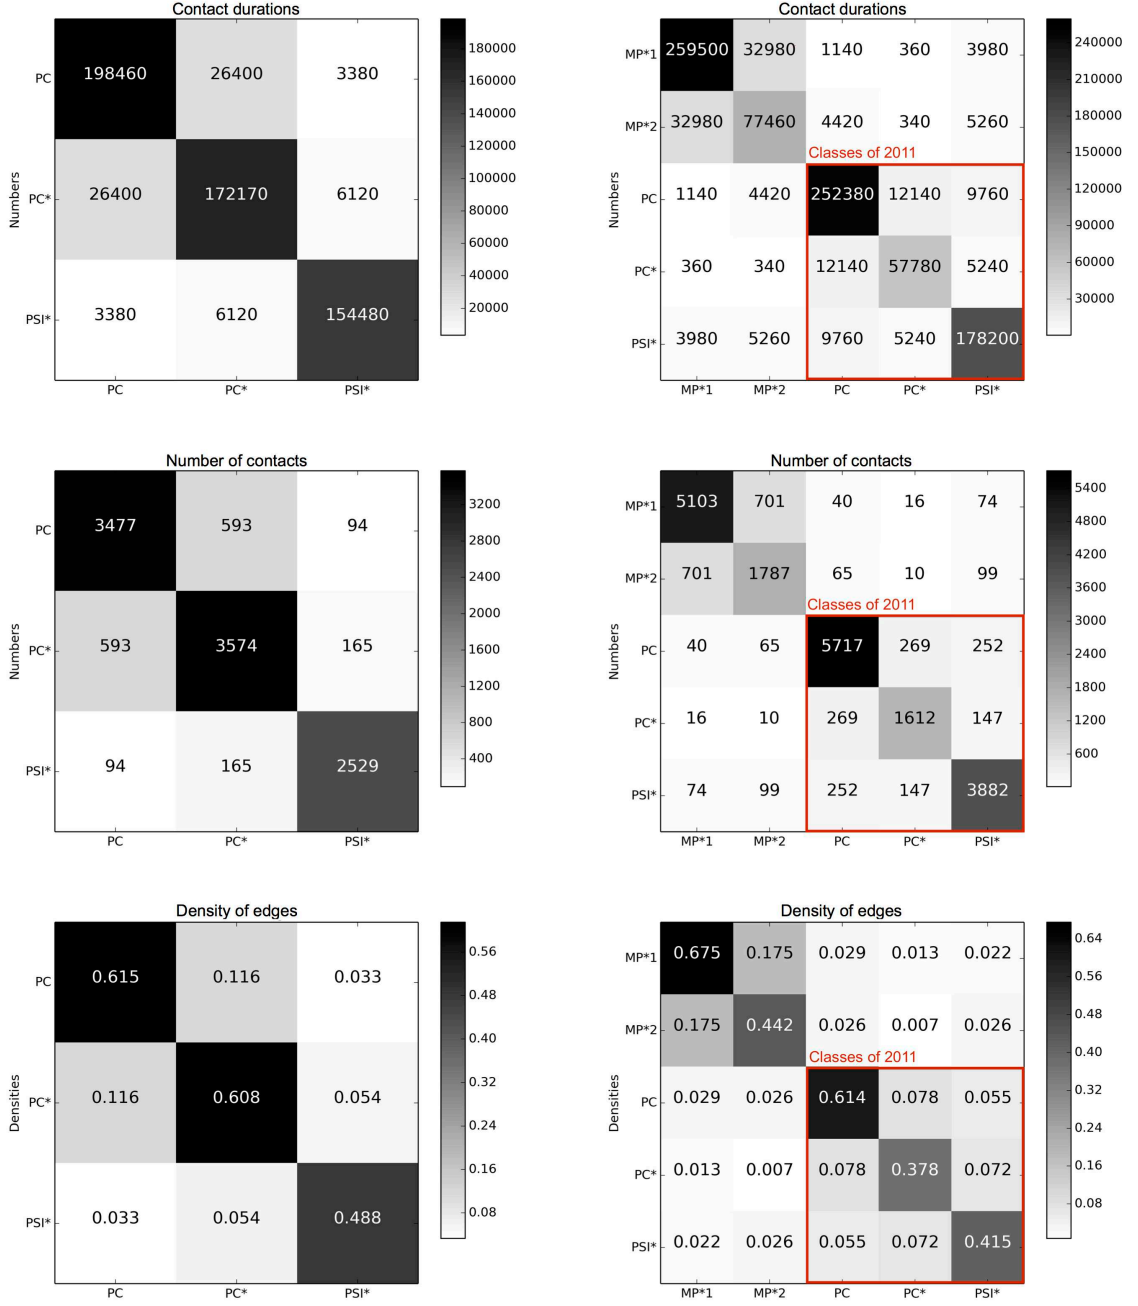 Contact durations
PC 198460 26400 3380
PC* 26400 172170 6120
PSI* 3380 6120 154480
PC PC* PSI*
Numbers
180000
160000
140000
120000
100000
80000
60000
40000
20000
Contact durations
MP*1 259500 32980 1140 360 3980
MP*2 32980 77460 4420 340 5260
Classes of 2011
PC 1140 4420 252380 12140 9760
PC* 360 340 12140 57780 5240
PSI* 3980 5260 9760 5240 178200
MP*1 MP*2 PC PC* PSI*
Numbers
240000
210000
180000
150000
120000
90000
60000
30000
Number of contacts
PC 3477 593 94
PC* 593 3574 165
PSI* 94 165 2529
PC PC* PSI*
Numbers
3200
2800
2400
2000
1600
1200
800
400
Number of contacts
MP*1 5103 701 40 16 74
MP*2 701 1787 65 10 99
Classes of 2011
PC 40 65 5717 269 252
PC* 16 10 269 1612 147
PSI* 74 99 252 147 3882
MP*1 MP*2 PC PC* PSI*
Numbers
5400
4800
4200
3600
3000
2400
1800
1200
600
Density of edges
PC 0.615 0.116 0.033
PC* 0.116 0.608 0.054
PSI* 0.033 0.054 0.488
PC PC* PSI*
Densities
0.56
0.48
0.40
0.32
0.24
0.16
0.08
Density of edges
MP*1 0.675 0.175 0.029 0.013 0.022
MP*2 0.175 0.442 0.026 0.007 0.026
Classes of 2011
PC 0.029 0.026 0.614 0.078 0.055
PC* 0.013 0.007 0.078 0.378 0.072
PSI* 0.022 0.026 0.055 0.072 0.415
MP*1 MP*2 PC PC* PSI*
Densities
0.64
0.56
0.48
0.40
0.32
0.24
0.16
0.08